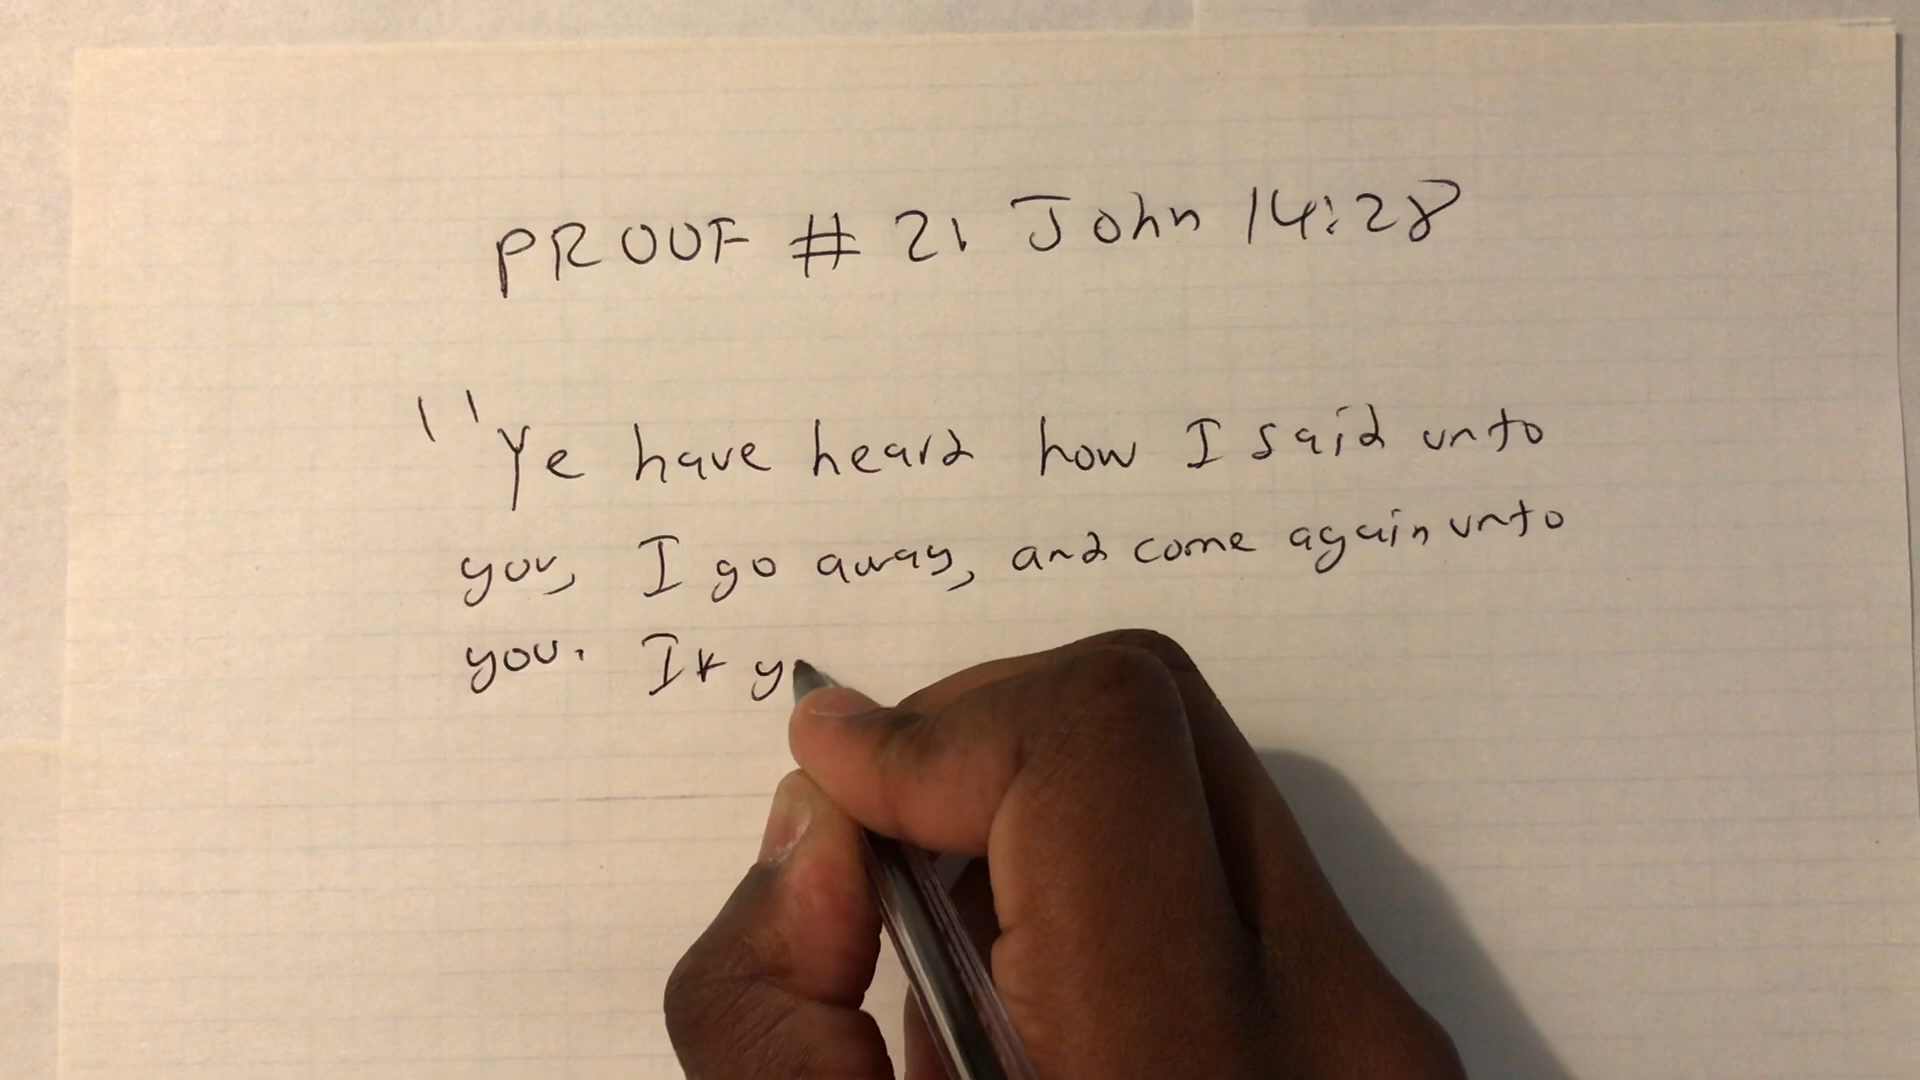 PROOF # 21 John 14:28
"Ye have heard how I said unto
you, I go away, and come again unto
you. If y